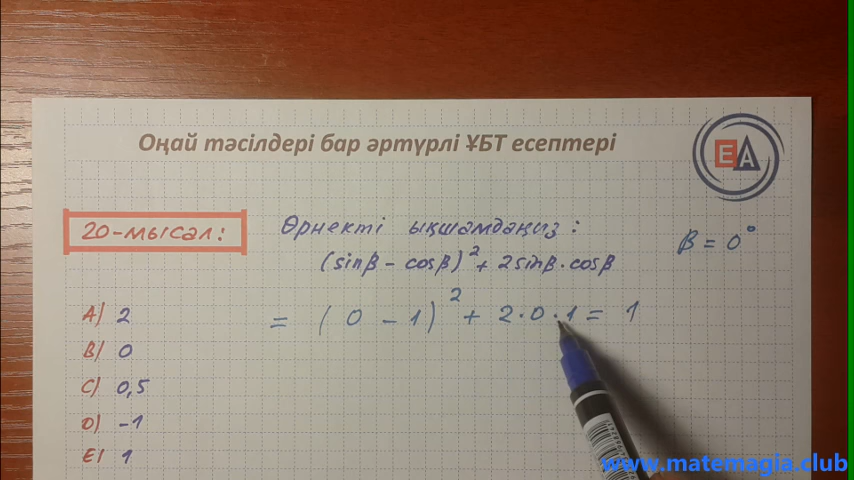 Оңай тәсілдері бар әртүрлі ҰБТ есептері
EA
20-мысал:
Өрнекті ықшамдаңыз:
(sinβ - cosβ)² + 2sinβ·cosβ
β = 0°
= (0 - 1)² + 2·0·1 = 1
A) 2
B) 0
C) 0,5
D) -1
E) 1
www.matemagia.club